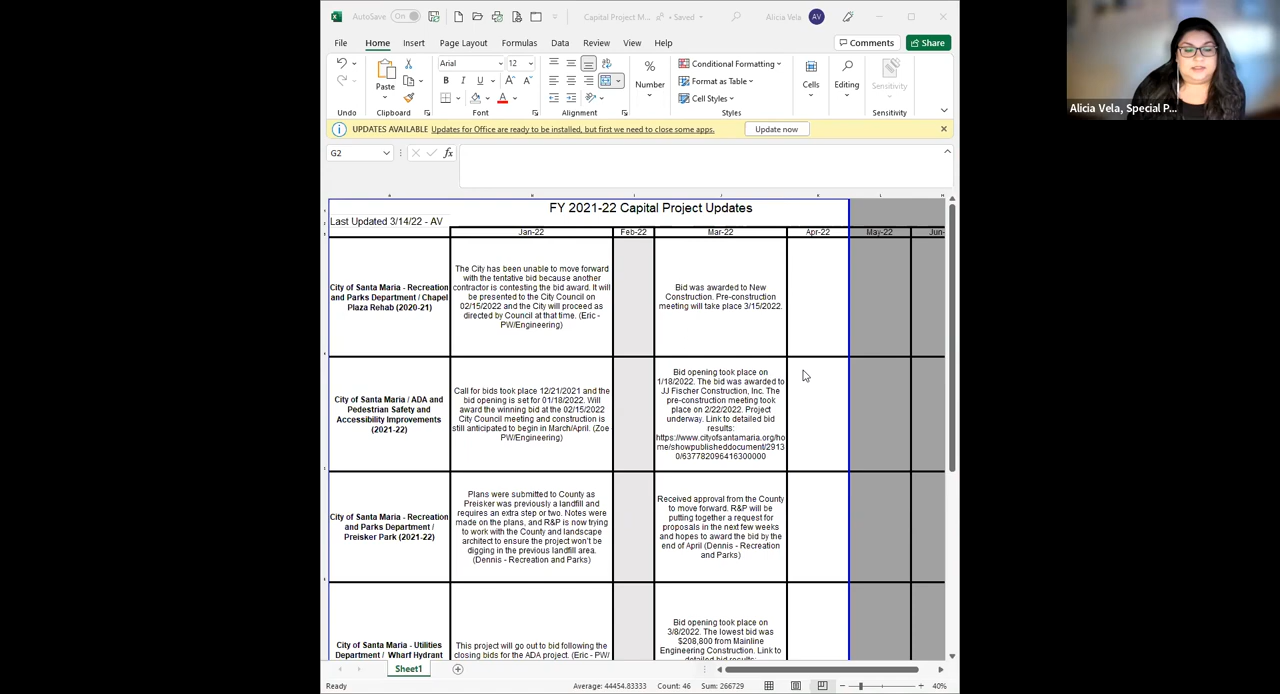 AutoSave On Capital Project M... Saved Alicia Vela AV
File Home Insert Page Layout Formulas Data Review View Help Comments Share
Arial 12
Paste B I U A Number Conditional Formatting Format as Table Cell Styles Cells Editing Sensitivity
Undo Clipboard Font Alignment Styles Sensitivity
UPDATES AVAILABLE Updates for Office are ready to be installed, but first we need to close some apps. Update now
G2 fx
FY 2021-22 Capital Project Updates
Last Updated 3/14/22 - AV
Jan-22 Feb-22 Mar-22 Apr-22 May-22 Jun-
City of Santa Maria - Recreation
and Parks Department / Chapel
Plaza Rehab (2020-21)
The City has been unable to move forward
with the tentative bid because another
contractor is contesting the bid award. It will
be presented to the City Council on
02/15/2022 and the City will proceed as
directed by Council at that time. (Eric -
PW/Engineering)
Bid was awarded to New
Construction. Pre-construction
meeting will take place 3/15/2022.
City of Santa Maria / ADA and
Pedestrian Safety and
Accessibility Improvements
(2021-22)
Call for bids took place 12/21/2021 and the
bid opening is set for 01/18/2022. Will
award the winning bid at the 02/15/2022
City Council meeting and construction is
still anticipated to begin in March/April. (Zoe
PW/Engineering)
Bid opening took place on
1/18/2022. The bid was awarded to
JJ Fischer Construction, Inc. The
pre-construction meeting took
place on 2/22/2022. Project
underway. Link to detailed bid
results:
https://www.cityofsantamaria.org/ho
me/showpublisheddocument/2913
0/637782096416300000
City of Santa Maria - Recreation
and Parks Department /
Preisker Park (2021-22)
Plans were submitted to County as
Preisker was previously a landfill and
requires an extra step or two. Notes were
made on the plans, and R&P is now trying
to work with the County and landscape
architect to ensure the project won't be
digging in the previous landfill area.
(Dennis - Recreation and Parks)
Received approval from the County
to move forward. R&P will be
putting together a request for
proposals in the next few weeks
and hopes to award the bid by the
end of April (Dennis - Recreation
and Parks)
City of Santa Maria - Utilities
Department / Wharf Hydrant
This project will go out to bid following the
closing bids for the ADA project. (Eric - PW/
Bid opening took place on
3/8/2022. The lowest bid was
$208,800 from Mainline
Engineering Construction. Link to
detailed bid results:
Sheet1
Ready Average: 44454.83333 Count: 46 Sum: 266729 40%
Alicia Vela, Special P...